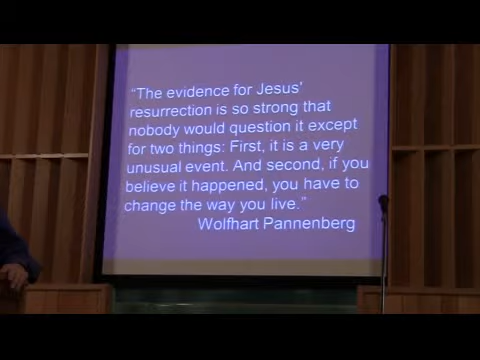 “The evidence for Jesus'
resurrection is so strong that
nobody would question it except
for two things: First, it is a very
unusual event. And second, if you
believe it happened, you have to
change the way you live.”
Wolfhart Pannenberg